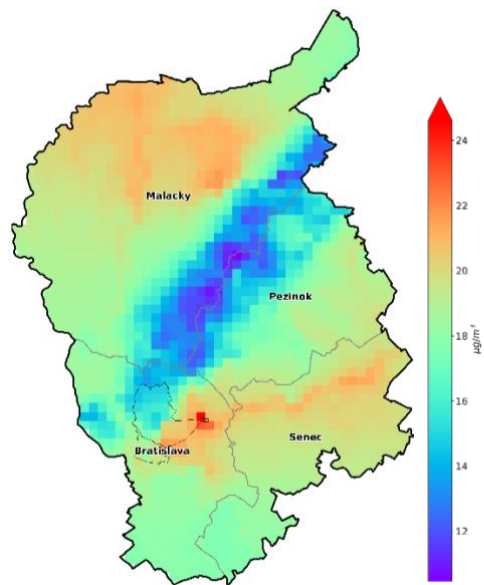 24
22
Malacky
20
Pezinok
µg/m³
18
16
Senec
Bratislava
14
12